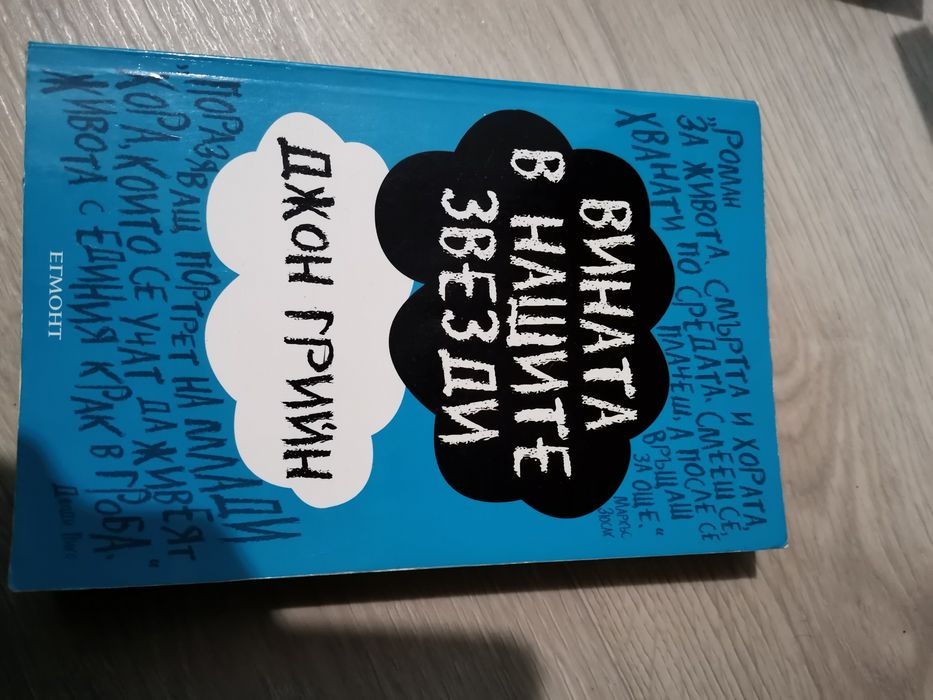 „РОМАН
ЗА ЖИВОТА, СМЪРТТА И ХОРАТА,
ХВАНАТИ ПО СРЕДАТА. СМЕЕШ СЕ,
ПЛАЧЕШ, А ПОСЛЕ СЕ
ВРЪЩАШ
ЗА ОЩЕ.“
МАРКЪС
ЗЮСАК
ВИНАТА
В НАШИТЕ
ЗВЕЗДИ
ДЖОН ГРИЙН
„ПОРАЗЯВАЩ ПОРТРЕТ НА МЛАДИ
ХОРА, КОИТО СЕ УЧАТ ДА ЖИВЕЯТ
ЖИВОТА С ЕДИНИЯ КРАК В ГРОБА.“
ЕГМОНТ